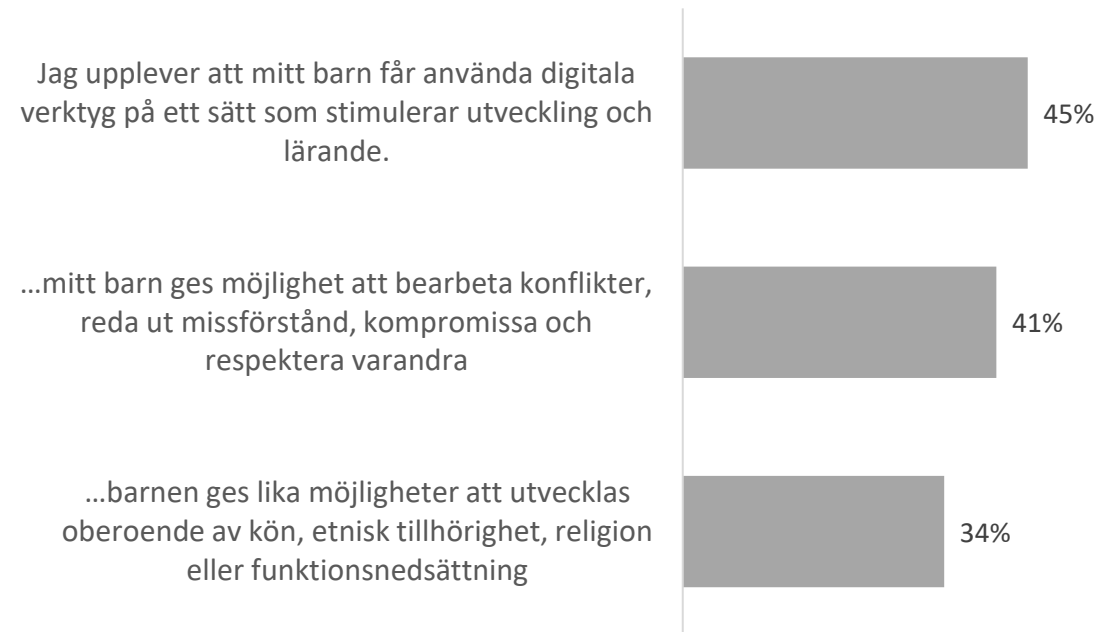 Jag upplever att mitt barn får använda digitala
verktyg på ett sätt som stimulerar utveckling och
lärande.
45%
...mitt barn ges möjlighet att bearbeta konflikter,
reda ut missförstånd, kompromissa och
respektera varandra
41%
...barnen ges lika möjligheter att utvecklas
oberoende av kön, etnisk tillhörighet, religion
eller funktionsnedsättning
34%